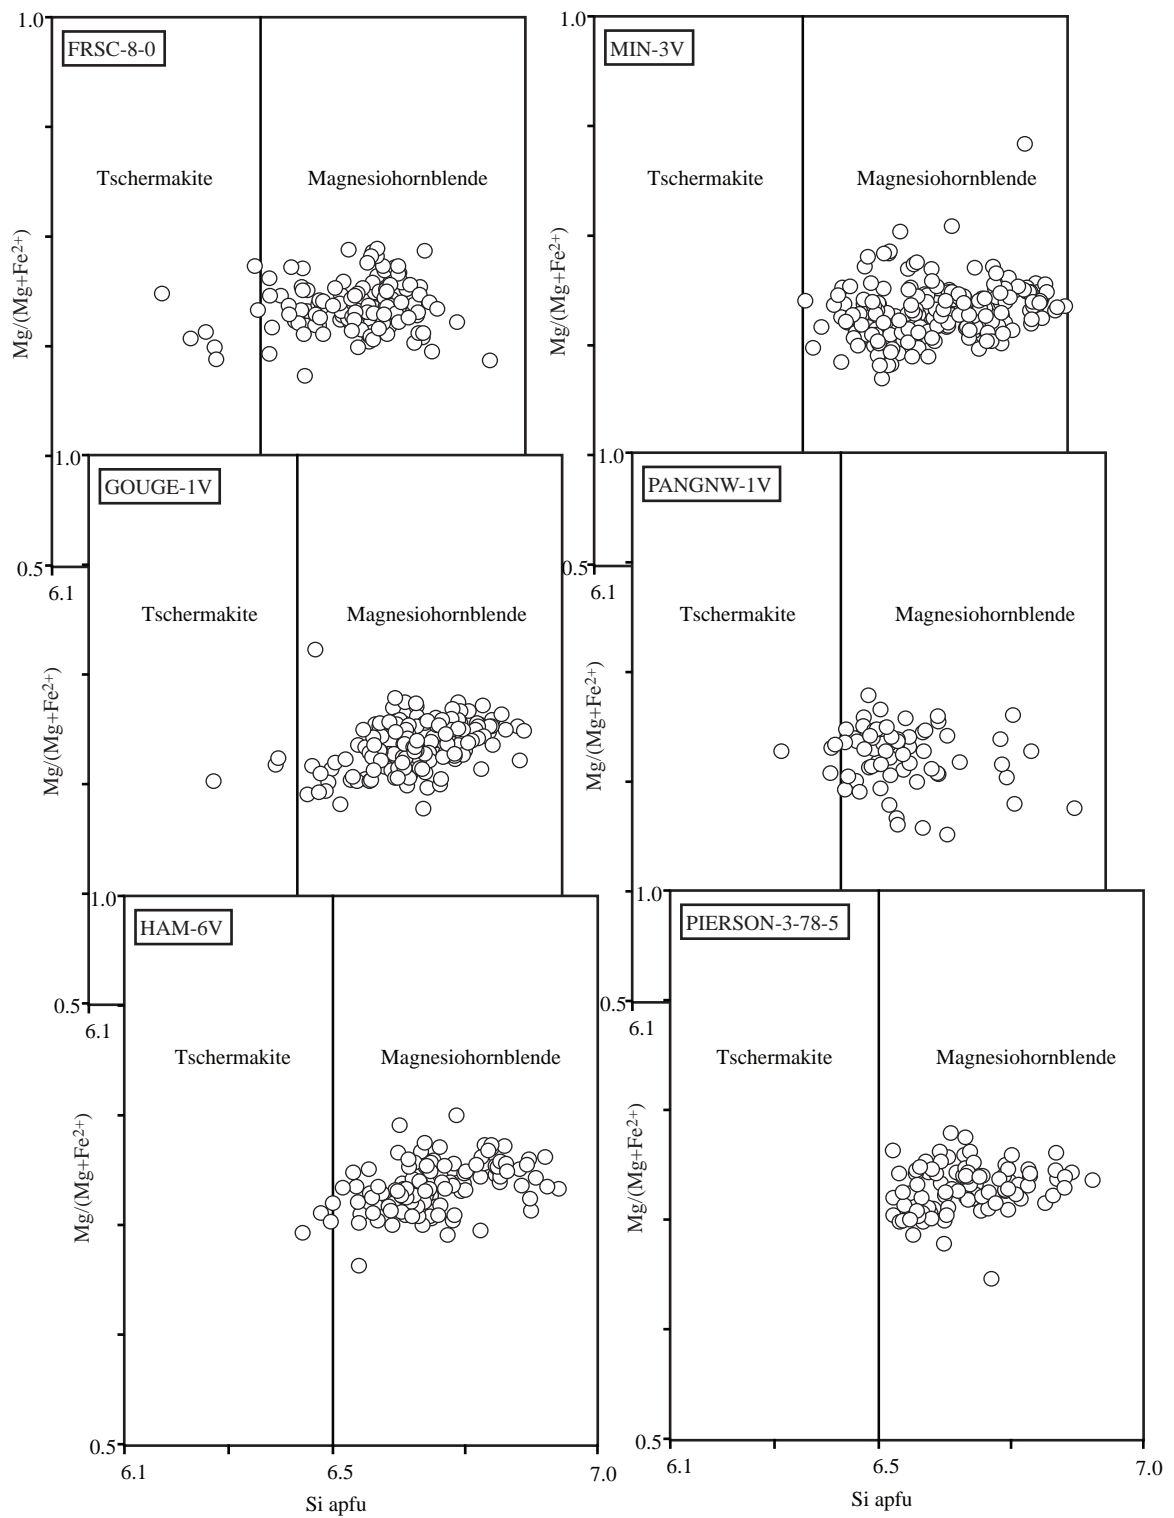 1.0
FRSC-8-0
Tschermakite
Magnesiohornblende
Mg/(Mg+Fe2+)
0.5
6.1
1.0
MIN-3V
Tschermakite
Magnesiohornblende
Mg/(Mg+Fe2+)
0.5
6.1
1.0
GOUGE-1V
Tschermakite
Magnesiohornblende
Mg/(Mg+Fe2+)
0.5
6.1
1.0
PANGNW-1V
Tschermakite
Magnesiohornblende
Mg/(Mg+Fe2+)
0.5
6.1
1.0
HAM-6V
Tschermakite
Magnesiohornblende
Mg/(Mg+Fe2+)
0.5
6.1
6.5
7.0
Si apfu
1.0
PIERSON-3-78-5
Tschermakite
Magnesiohornblende
Mg/(Mg+Fe2+)
0.5
6.1
6.5
7.0
Si apfu